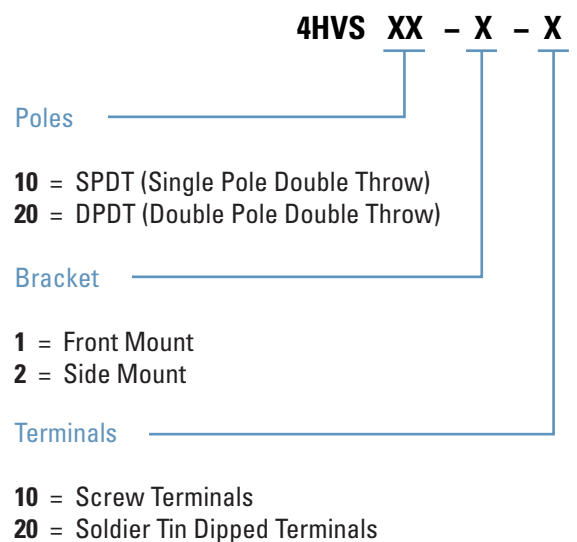 4HVS XX – X – X
Poles
10 = SPDT (Single Pole Double Throw)
20 = DPDT (Double Pole Double Throw)
Bracket
1 = Front Mount
2 = Side Mount
Terminals
10 = Screw Terminals
20 = Soldier Tin Dipped Terminals